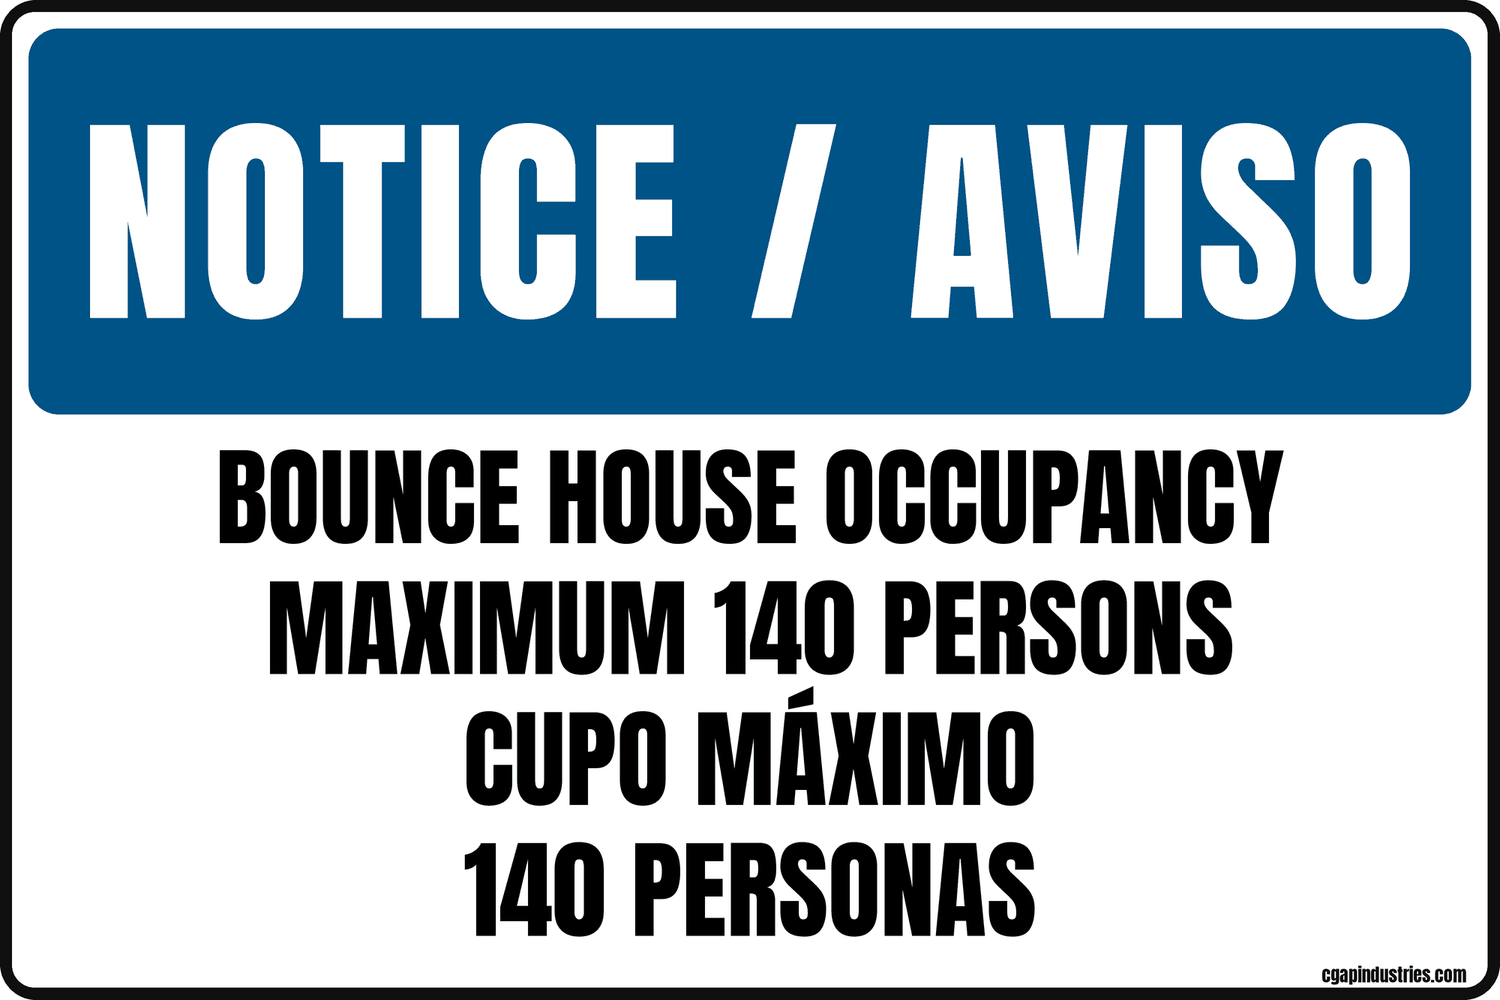 NOTICE / AVISO
BOUNCE HOUSE OCCUPANCY
MAXIMUM 140 PERSONS
CUPO MÁXIMO
140 PERSONAS
cgapindustries.com